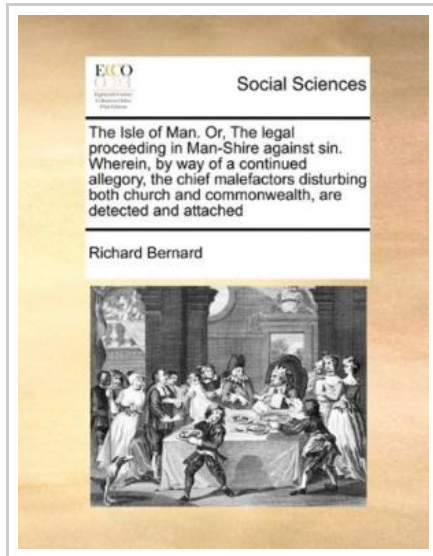 ECCO
Social Sciences
The Isle of Man. Or, The legal
proceeding in Man-Shire against sin.
Wherein, by way of a continued
allegory, the chief malefactors disturbing
both church and commonwealth, are
detected and attached
Richard Bernard